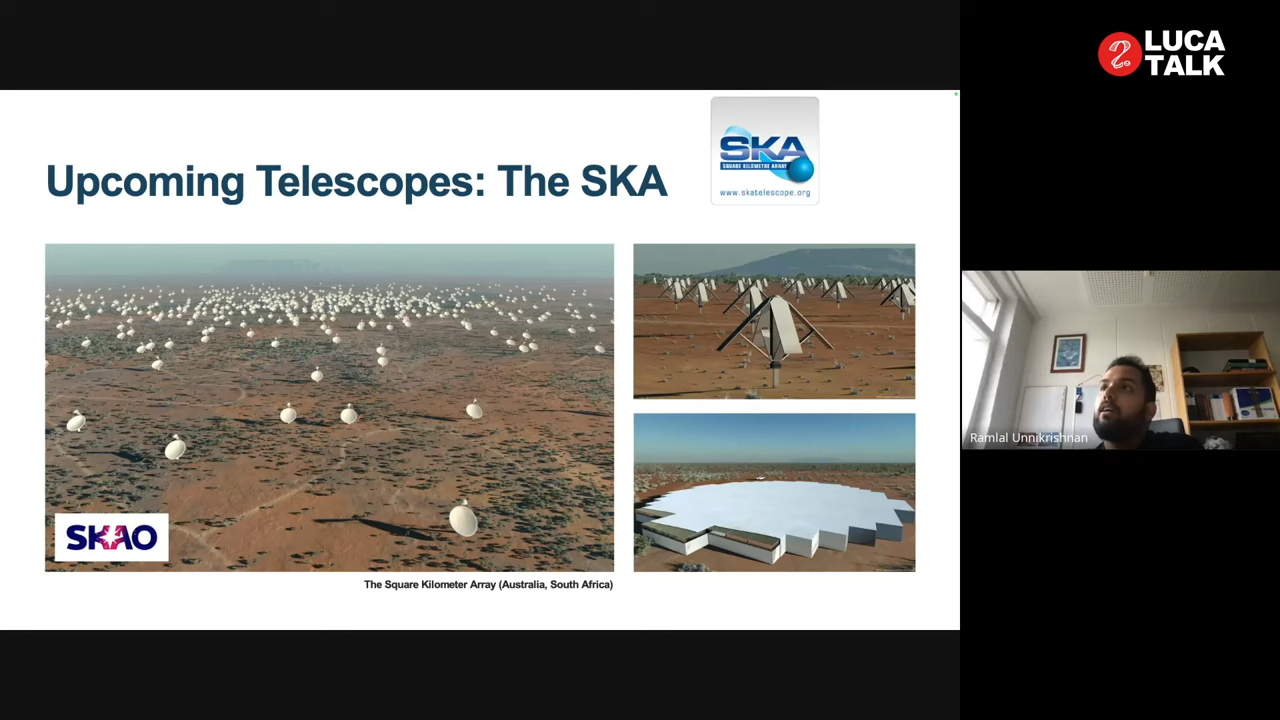 LUCA
TALK
Upcoming Telescopes: The SKA
SKA
SQUARE KILOMETRE ARRAY
www.skatelescope.org
SKAO
The Square Kilometer Array (Australia, South Africa)
Ramlal Unnikrishnan